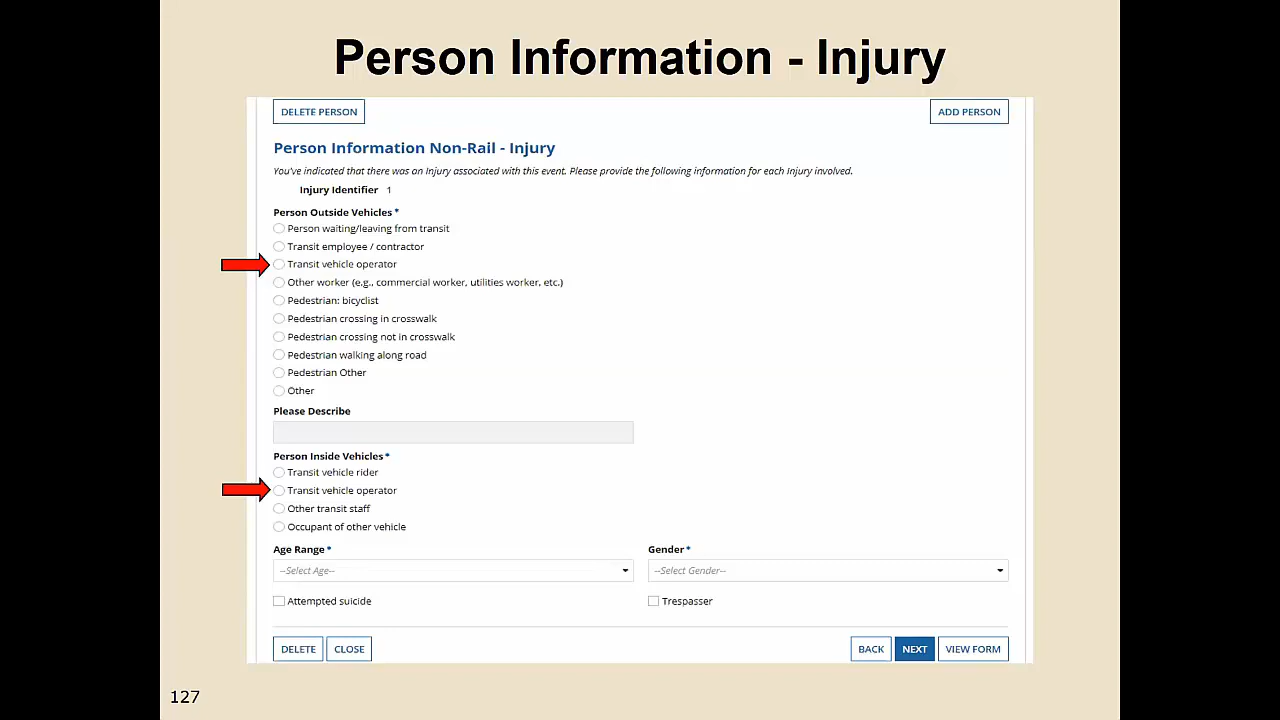 Person Information - Injury
DELETE PERSON
ADD PERSON
Person Information Non-Rail - Injury
You've indicated that there was an Injury associated with this event. Please provide the following information for each Injury involved.
Injury Identifier 1
Person Outside Vehicles *
Person waiting/leaving from transit
Transit employee / contractor
Transit vehicle operator
Other worker (e.g., commercial worker, utilities worker, etc.)
Pedestrian: bicyclist
Pedestrian crossing in crosswalk
Pedestrian crossing not in crosswalk
Pedestrian walking along road
Pedestrian Other
Other
Please Describe
Person Inside Vehicles *
Transit vehicle rider
Transit vehicle operator
Other transit staff
Occupant of other vehicle
Age Range *
Gender *
--Select Age--
--Select Gender--
Attempted suicide
Trespasser
DELETE
CLOSE
BACK
NEXT
VIEW FORM
127